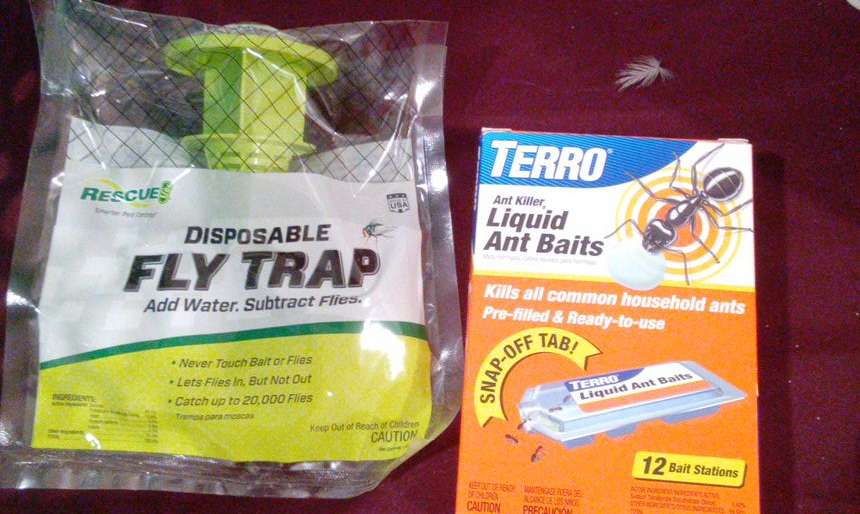 RESCUE!
Smarter Pest Control
USA
DISPOSABLE
FLY TRAP
Add Water. Subtract Flies.
• Never Touch Bait or Flies
• Lets Flies In, But Not Out
• Catch up to 20,000 Flies
Trampa para moscas
INGREDIENTS:
Keep Out of Reach of Children
CAUTION
TERRO®
Ant Killer
Liquid
Ant Baits
Kills all common household ants
Pre-filled & Ready-to-use
SNAP-OFF TAB!
TERRO
Liquid Ant Baits
12 Bait Stations
KEEP OUT OF REACH
OF CHILDREN
CAUTION
MANTENGASE FUERA DEL
ALCANCE DE LOS NIÑOS
PRECAUCIÓN